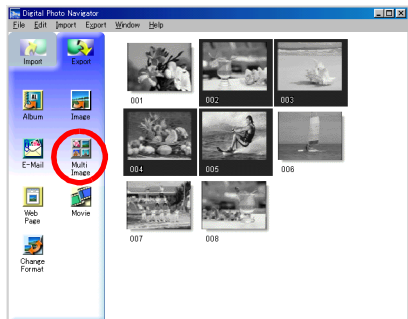 Digital Photo Navigator
File Edit Import Export Window Help
Import Export
Album Image
E-Mail Multi
Image
Web
Page Movie
Change
Format
001 002 003
004 005 006
007 008